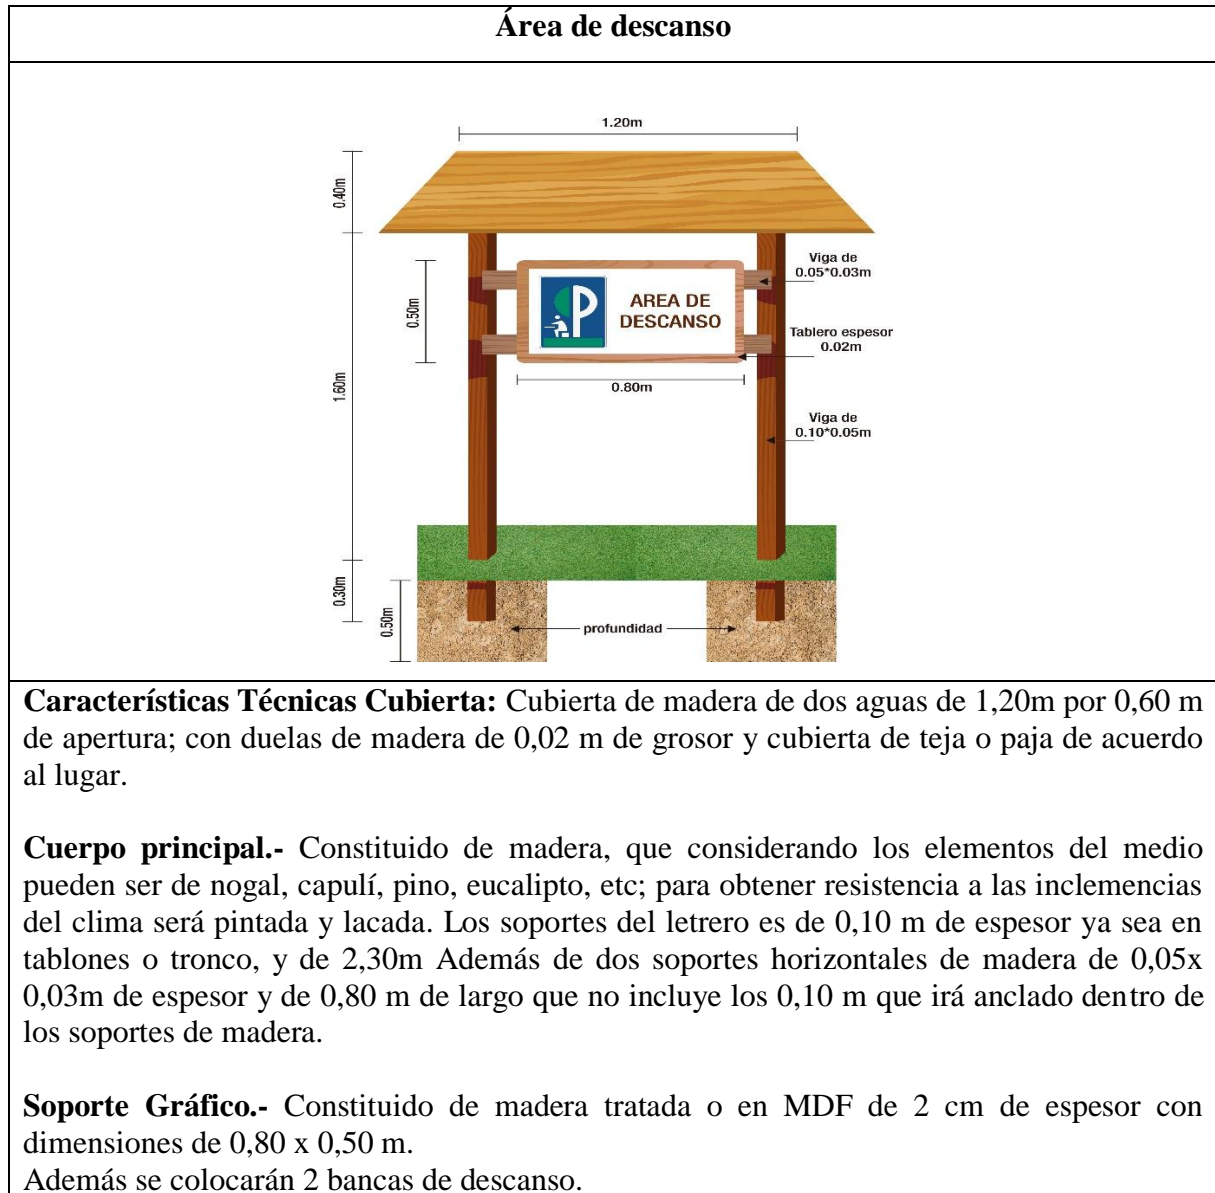 Área de descanso
1.20m
0.40m
Viga de
0.05*0.03m
0.50m
P
AREA DE
DESCANSO
Tablero espesor
0.02m
0.80m
1.60m
Viga de
0.10*0.05m
0.30m
0.50m
profundidad
Características Técnicas Cubierta: Cubierta de madera de dos aguas de 1,20m por 0,60 m
de apertura; con duelas de madera de 0,02 m de grosor y cubierta de teja o paja de acuerdo
al lugar.
Cuerpo principal.- Constituido de madera, que considerando los elementos del medio
pueden ser de nogal, capulí, pino, eucalipto, etc; para obtener resistencia a las inclemencias
del clima será pintada y lacada. Los soportes del letrero es de 0,10 m de espesor ya sea en
tablones o tronco, y de 2,30m Además de dos soportes horizontales de madera de 0,05x
0,03m de espesor y de 0,80 m de largo que no incluye los 0,10 m que irá anclado dentro de
los soportes de madera.
Soporte Gráfico.- Constituido de madera tratada o en MDF de 2 cm de espesor con
dimensiones de 0,80 x 0,50 m.
Además se colocarán 2 bancas de descanso.